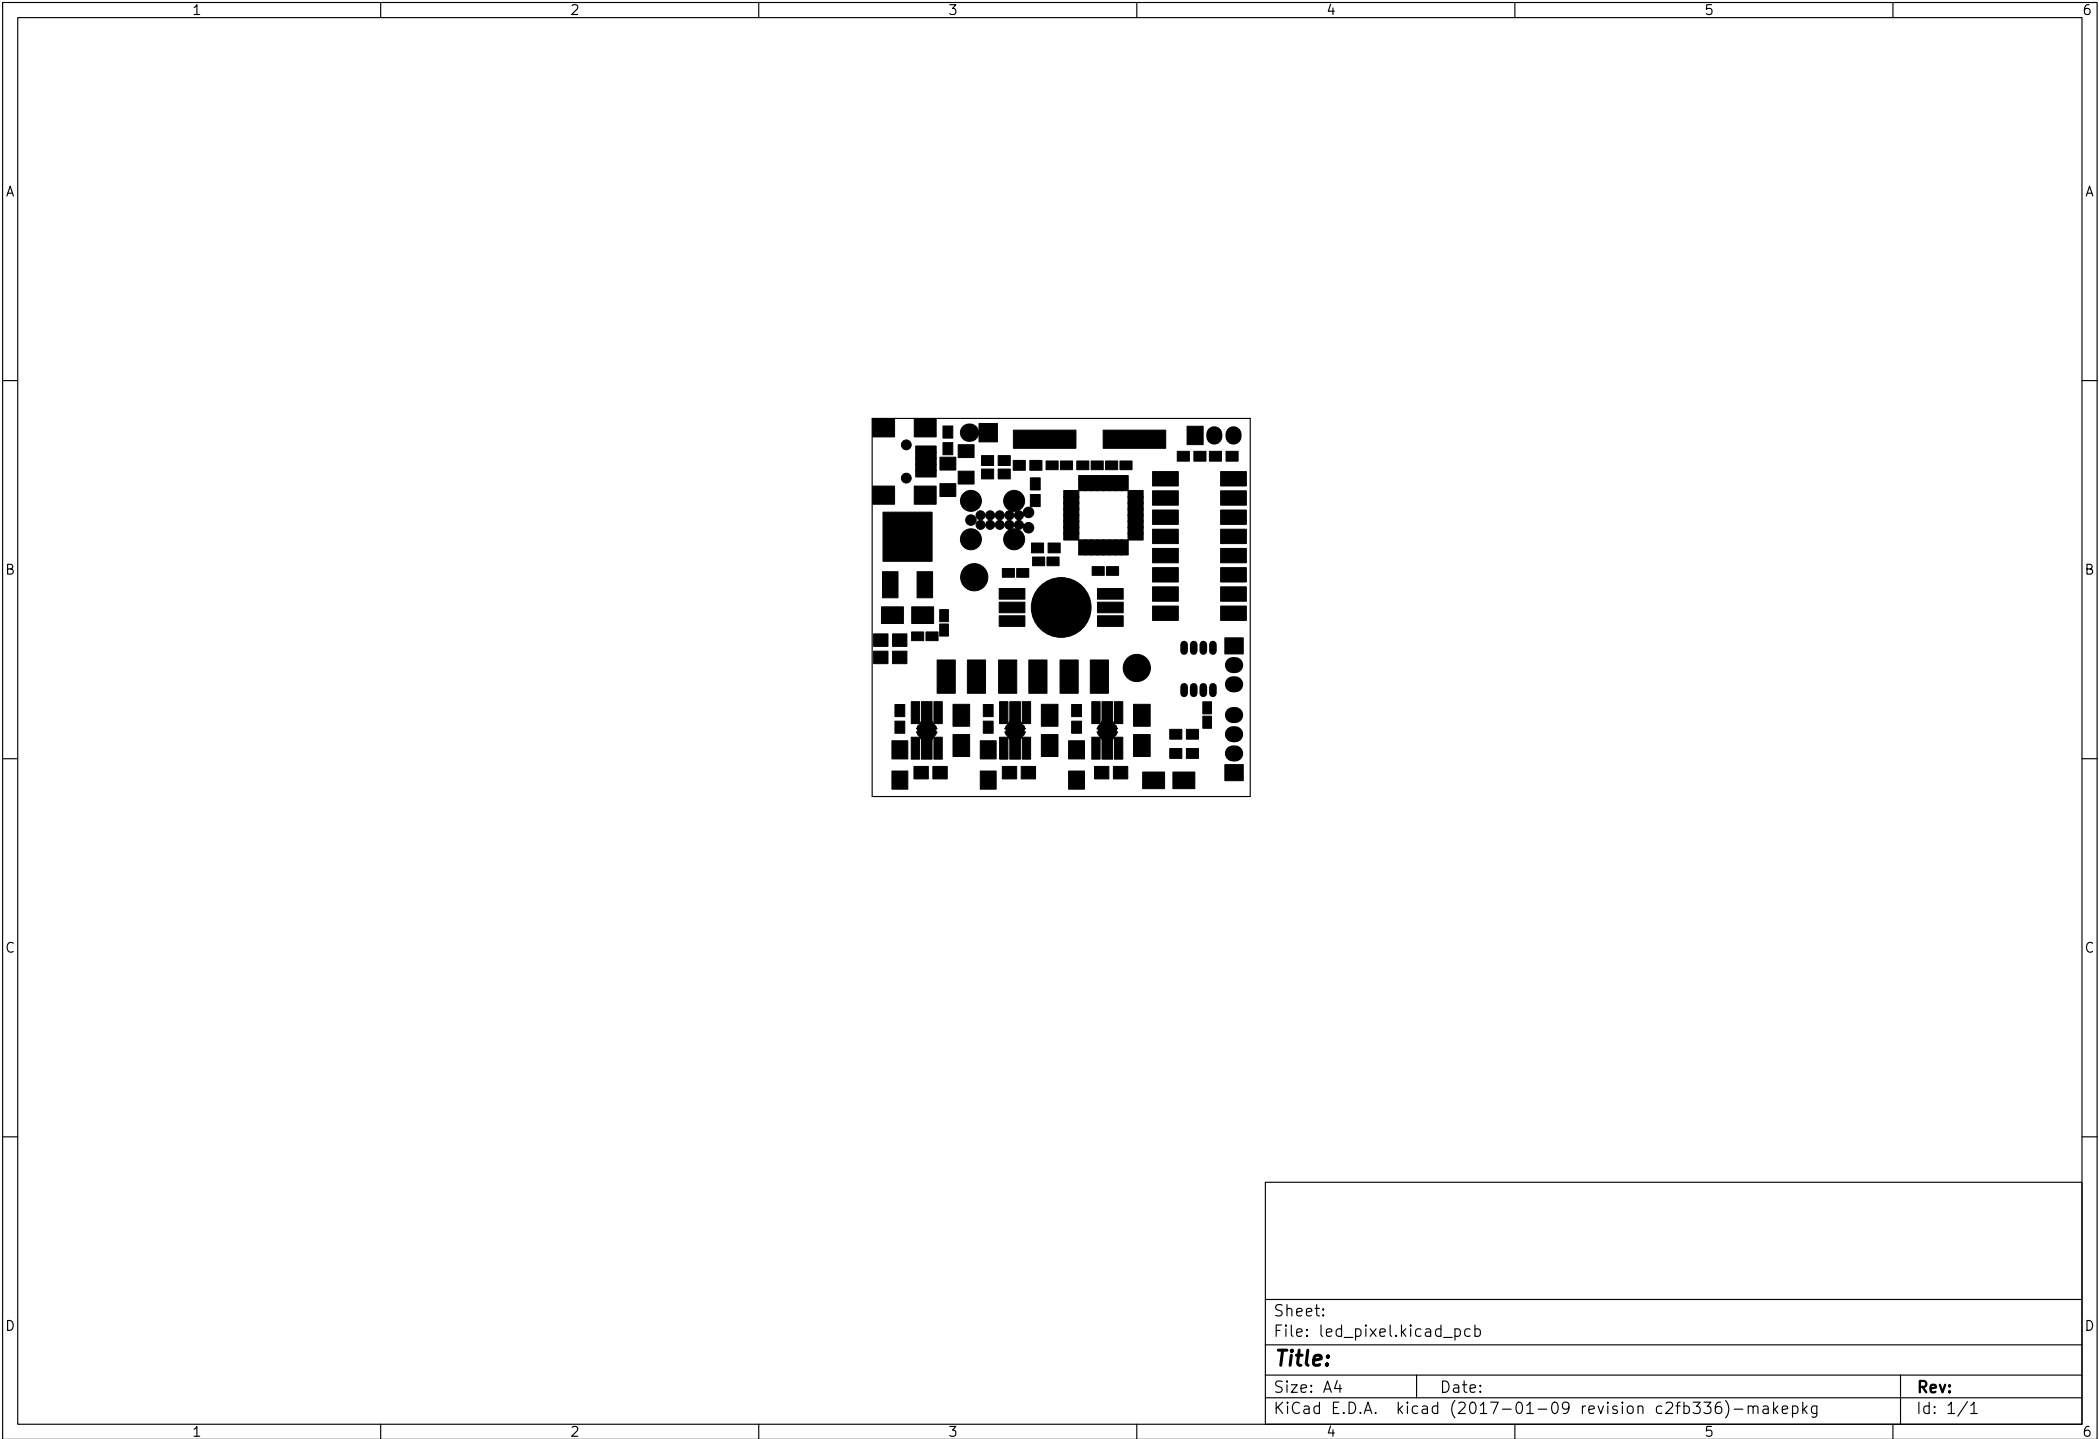 1 2 3 4 5 6
A A
B B
C C
D D
Sheet:
File: led_pixel.kicad_pcb
Title:
Size: A4 Date: Rev:
KiCad E.D.A. kicad (2017-01-09 revision c2fb336)-makepkg Id: 1/1
1 2 3 4 5 6